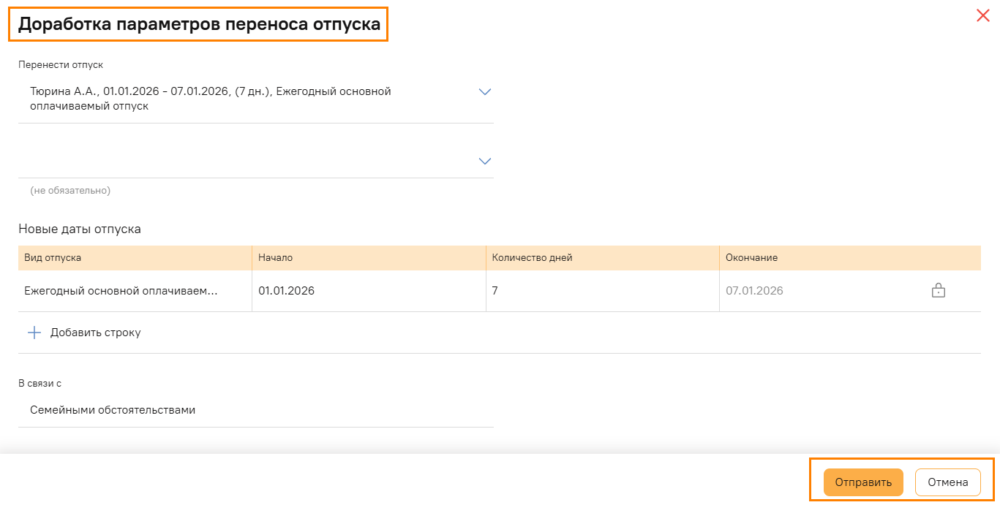 Доработка параметров переноса отпуска
Перенести отпуск
Тюрина А.А., 01.01.2026 - 07.01.2026, (7 дн.), Ежегодный основной
оплачиваемый отпуск
(не обязательно)
Новые даты отпуска
Вид отпуска Начало Количество дней Окончание
Ежегодный основной оплачиваем... 01.01.2026 7 07.01.2026
Добавить строку
В связи с
Семейными обстоятельствами
Отправить Отмена